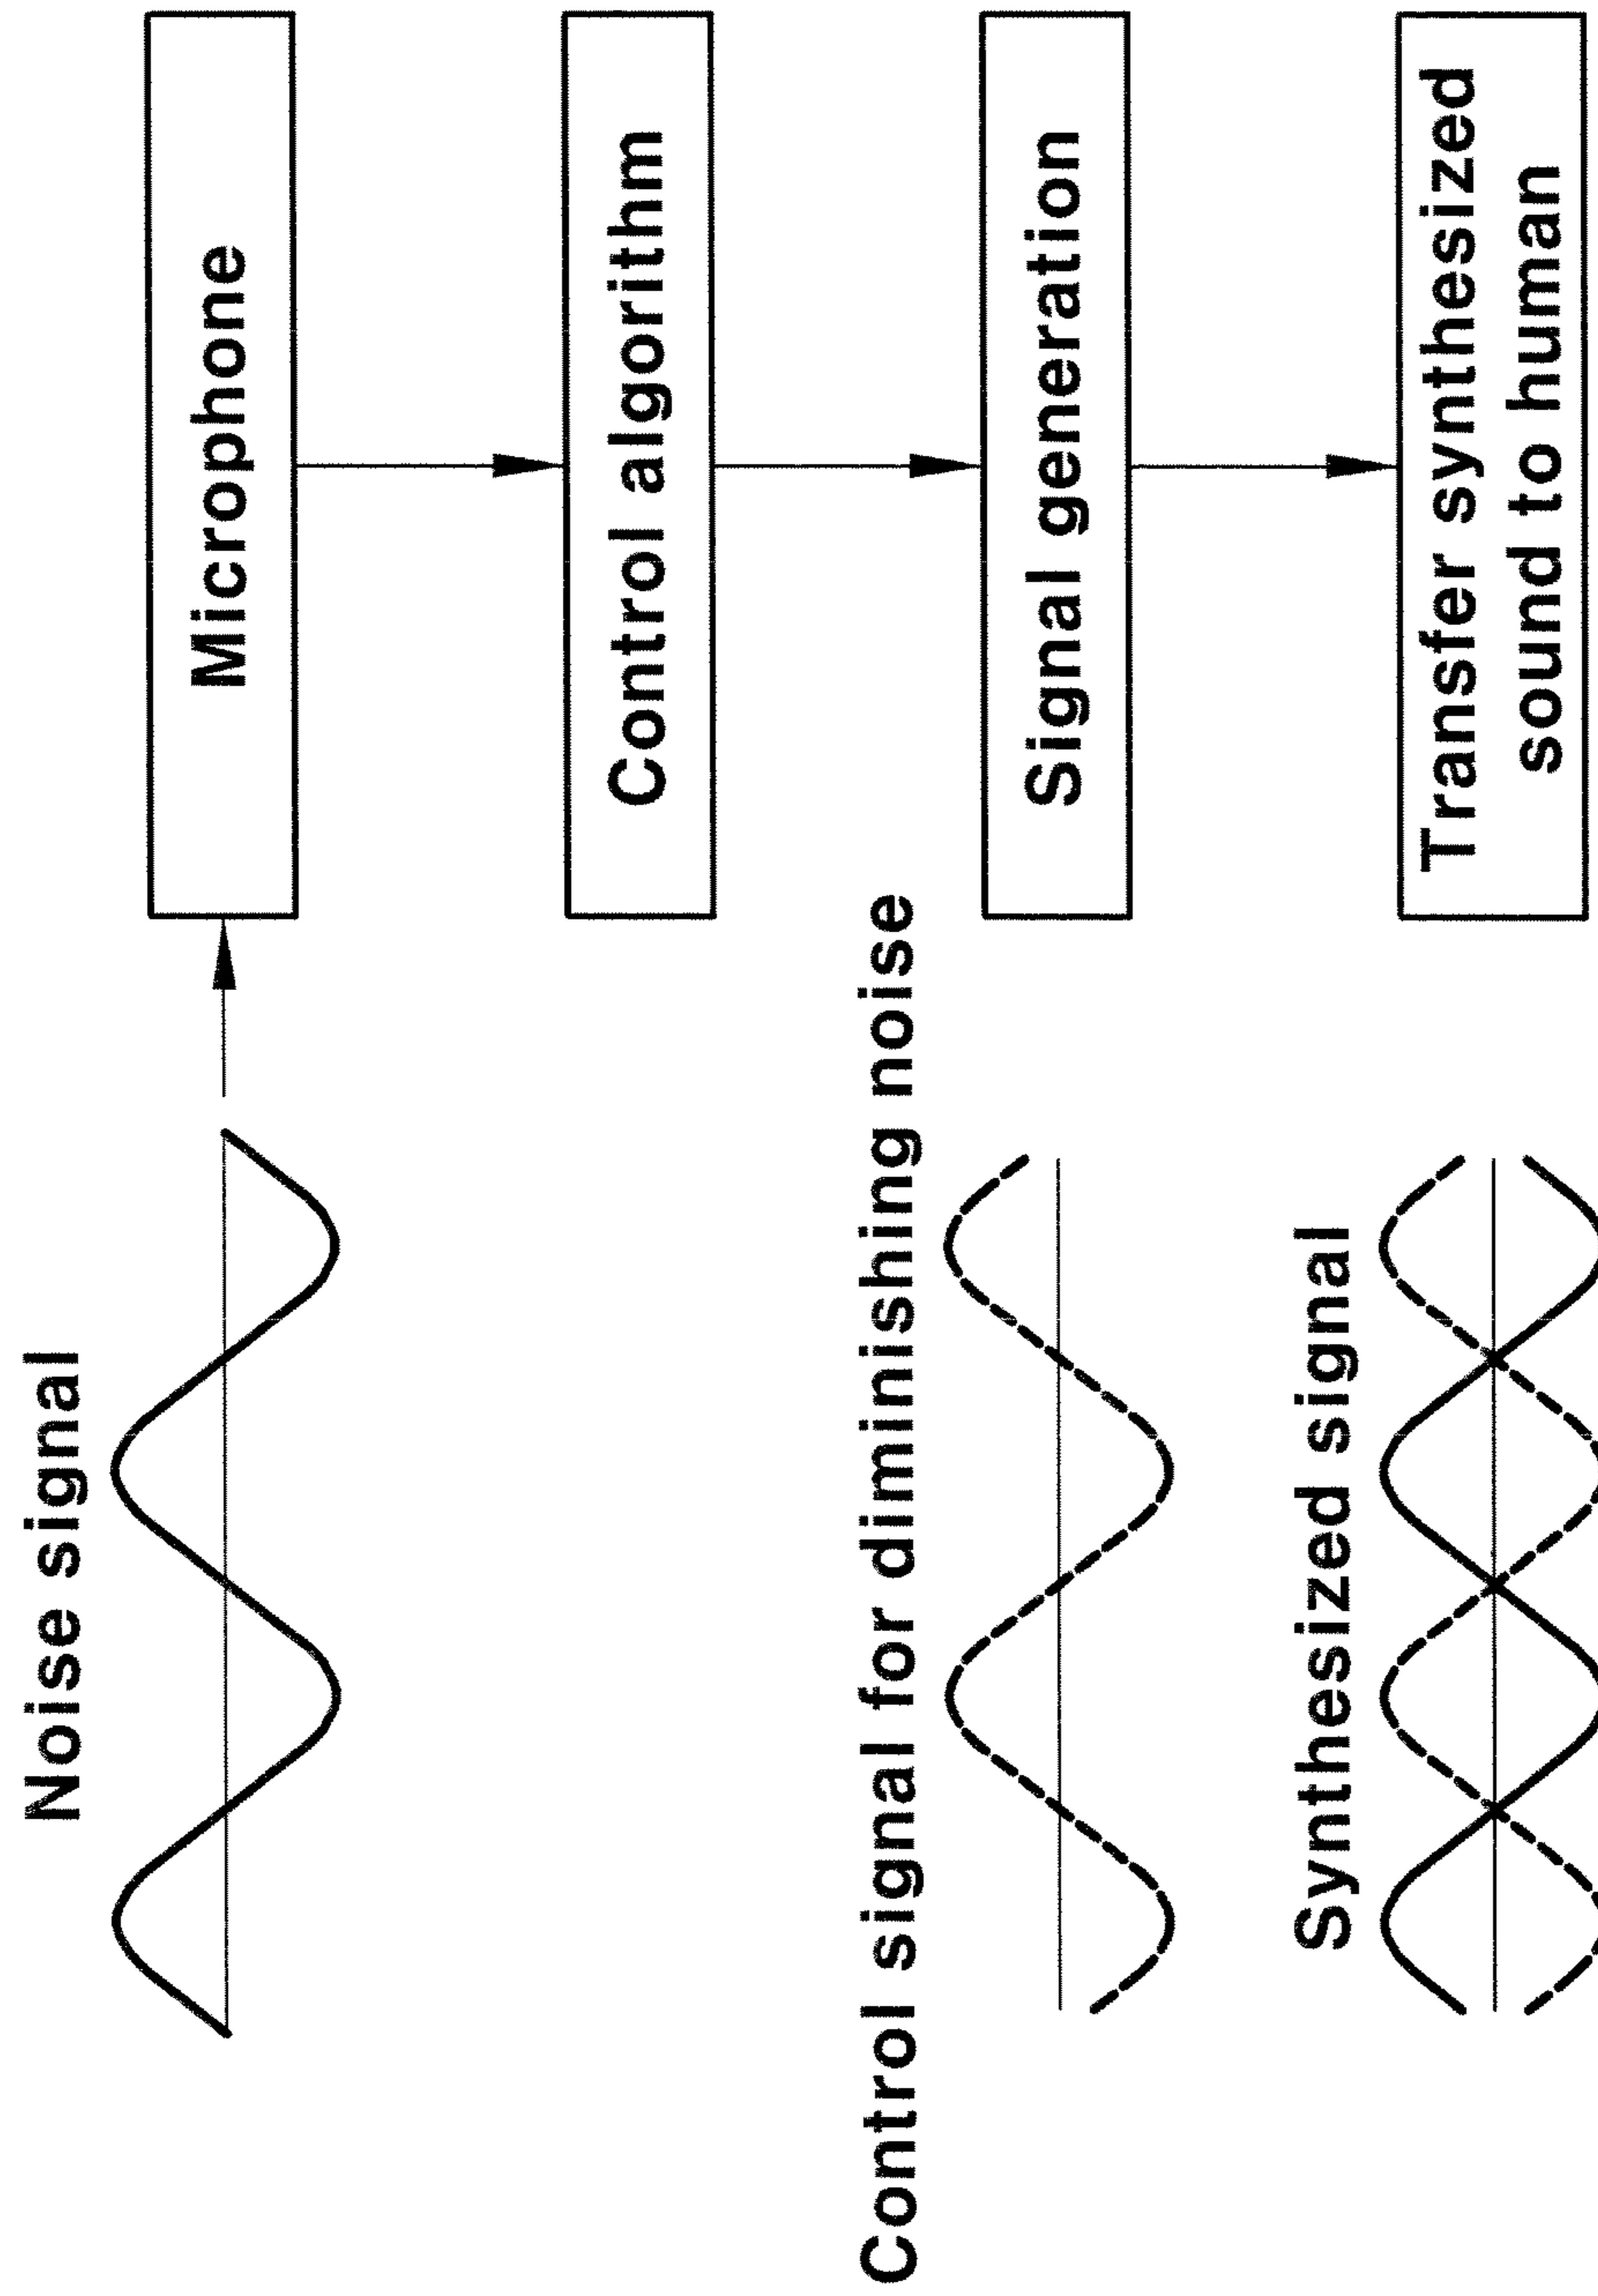 Noise signal
Microphone
Control algorithm
Control signal for diminishing noise
Signal generation
Synthesized signal
Transfer synthesized
sound to human